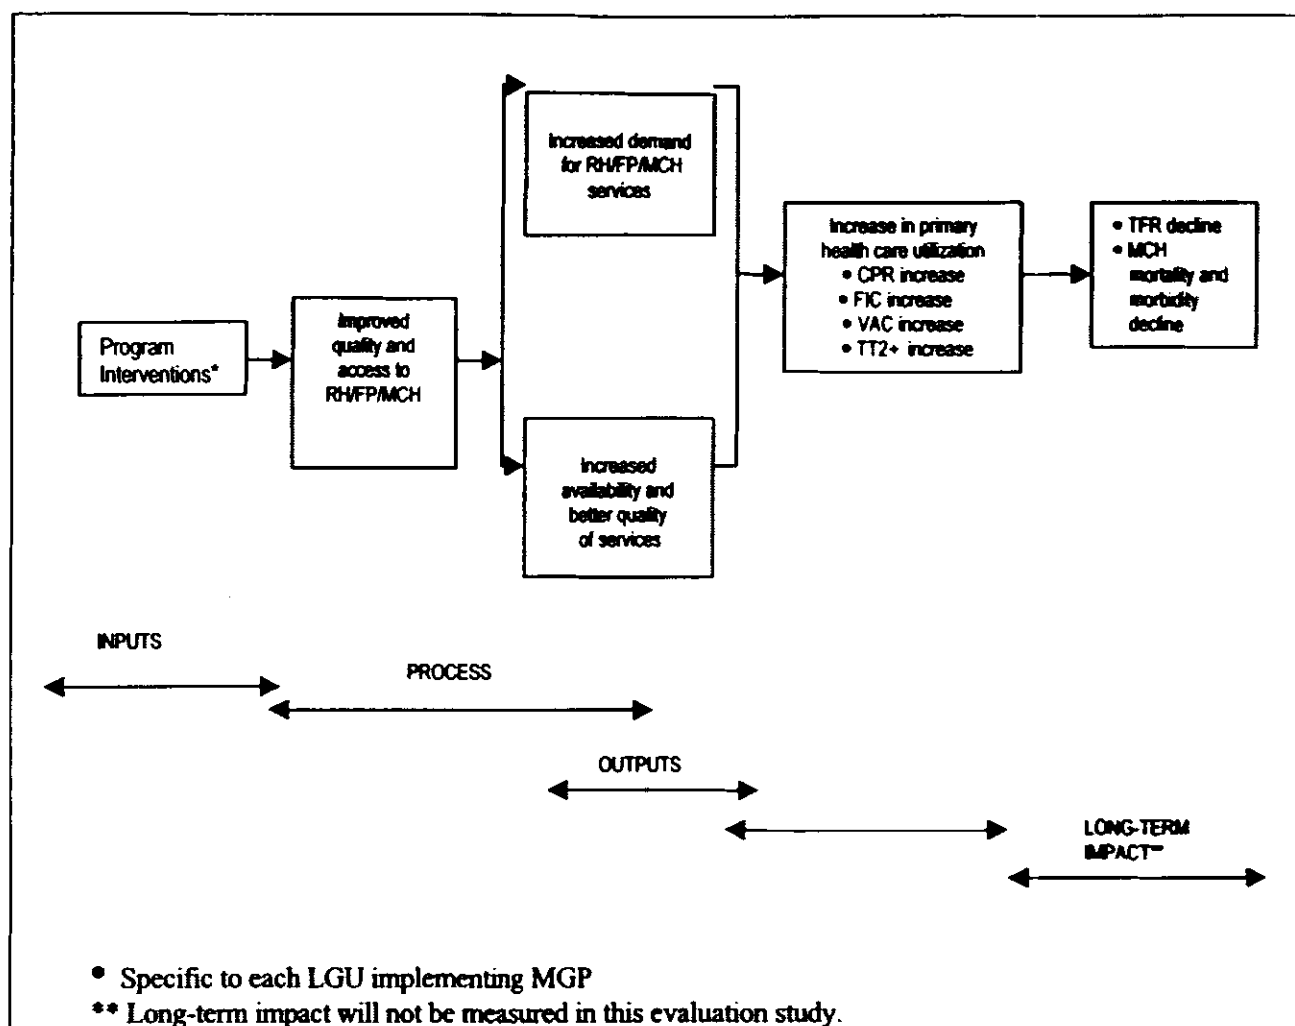 Increased demand
for RH/FP/MCH
services
Increase in primary
health care utilization
• CPR increase
• FIC increase
• VAC increase
• TT2+ increase
• TFR decline
• MCH
mortality and
morbidity
decline
Program
Interventions*
Improved
quality and
access to
RH/FP/MCH
Increased
availability and
better quality
of services
INPUTS
PROCESS
OUTPUTS
LONG-TERM
IMPACT**
* Specific to each LGU implementing MGP
** Long-term impact will not be measured in this evaluation study.